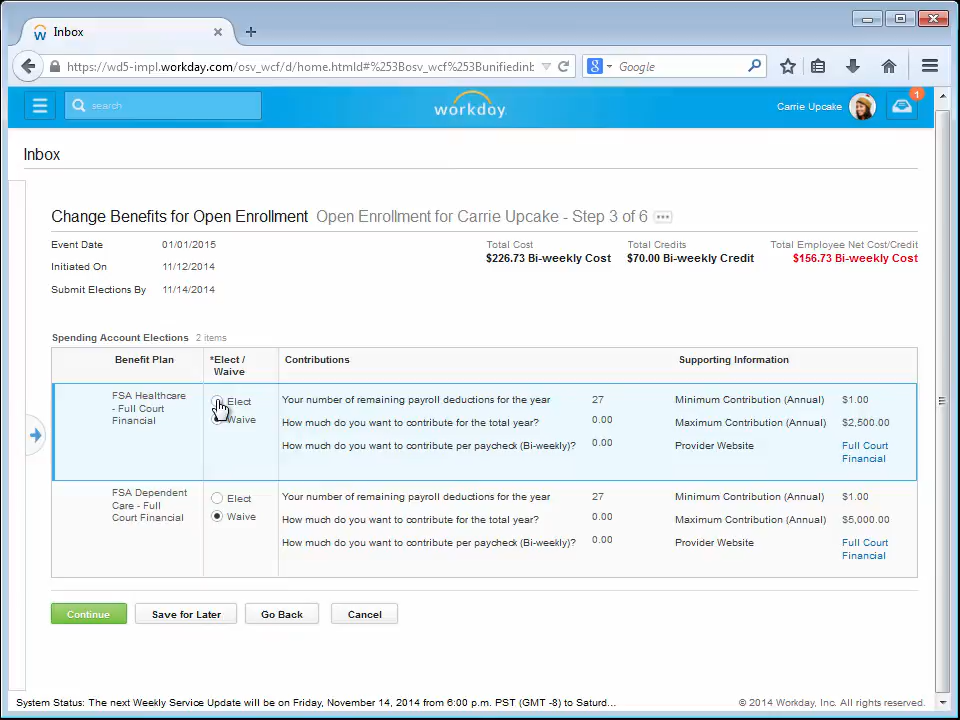 Inbox
https://wd5-impl.workday.com/osv_wcf/d/home.htmld#%253Bosv_wcf%253Bunifiedinb
Google
search
workday.
Carrie Upcake
1
Inbox
Change Benefits for Open Enrollment Open Enrollment for Carrie Upcake - Step 3 of 6
Event Date 01/01/2015
Initiated On 11/12/2014
Submit Elections By 11/14/2014
Total Cost
$226.73 Bi-weekly Cost
Total Credits
$70.00 Bi-weekly Credit
Total Employee Net Cost/Credit
$156.73 Bi-weekly Cost
Spending Account Elections 2 items
Benefit Plan
*Elect /
Waive
Contributions
Supporting Information
FSA Healthcare
- Full Court
Financial
Elect
Waive
Your number of remaining payroll deductions for the year 27
How much do you want to contribute for the total year? 0.00
How much do you want to contribute per paycheck (Bi-weekly)? 0.00
Minimum Contribution (Annual) $1.00
Maximum Contribution (Annual) $2,500.00
Provider Website Full Court
Financial
FSA Dependent
Care - Full
Court Financial
Elect
Waive
Your number of remaining payroll deductions for the year 27
How much do you want to contribute for the total year? 0.00
How much do you want to contribute per paycheck (Bi-weekly)? 0.00
Minimum Contribution (Annual) $1.00
Maximum Contribution (Annual) $5,000.00
Provider Website Full Court
Financial
Continue
Save for Later
Go Back
Cancel
System Status: The next Weekly Service Update will be on Friday, November 14, 2014 from 6:00 p.m. PST (GMT -8) to Saturd...
© 2014 Workday, Inc. All rights reserved.